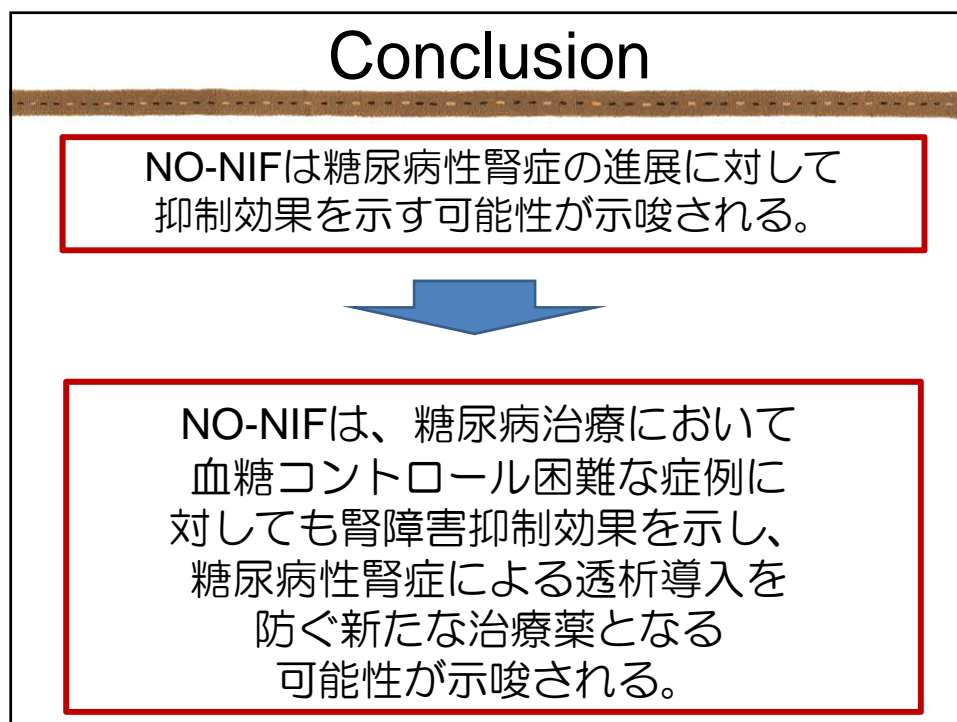 Conclusion
NO-NIFは糖尿病性腎症の進展に対して
抑制効果を示す可能性が示唆される。
NO-NIFは、糖尿病治療において
血糖コントロール困難な症例に
対しても腎障害抑制効果を示し、
糖尿病性腎症による透析導入を
防ぐ新たな治療薬となる
可能性が示唆される。